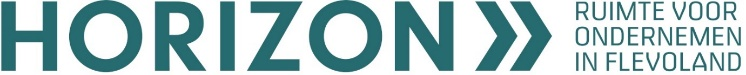 HORIZON
RUIMTE VOOR
ONDERNEMEN
IN FLEVOLAND